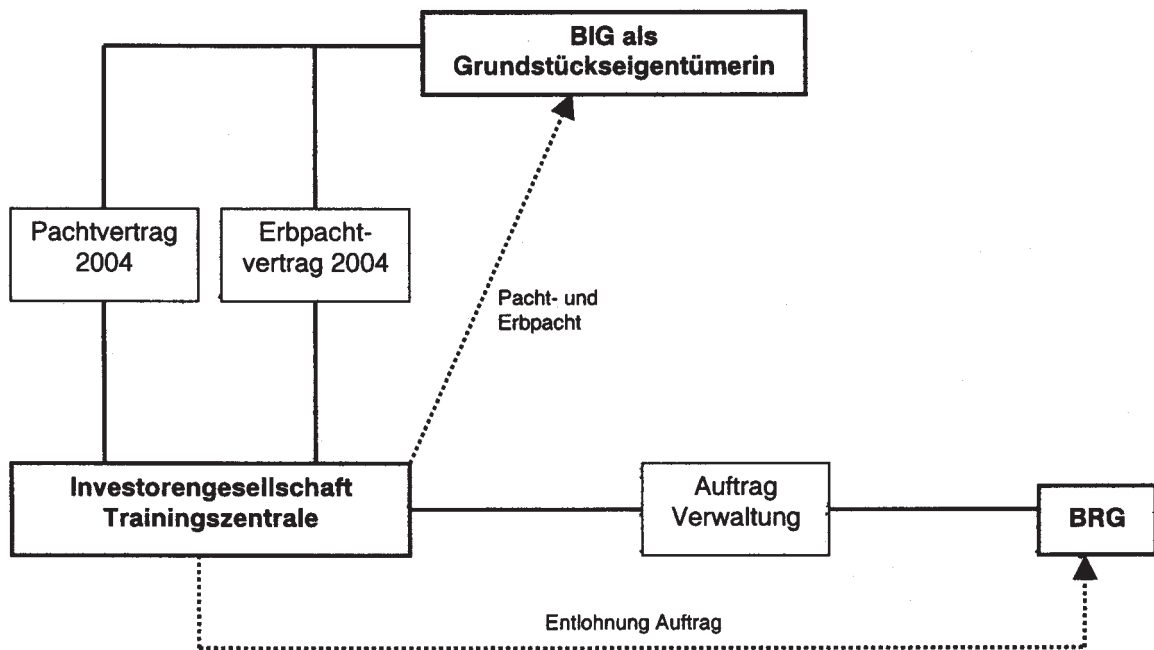 BIG als
Grundstückseigentümerin
Pachtvertrag
2004
Erbpacht-
vertrag 2004
Pacht- und
Erbpacht
Investorengesellschaft
Trainingszentrale
Auftrag
Verwaltung
BRG
Entlohnung Auftrag